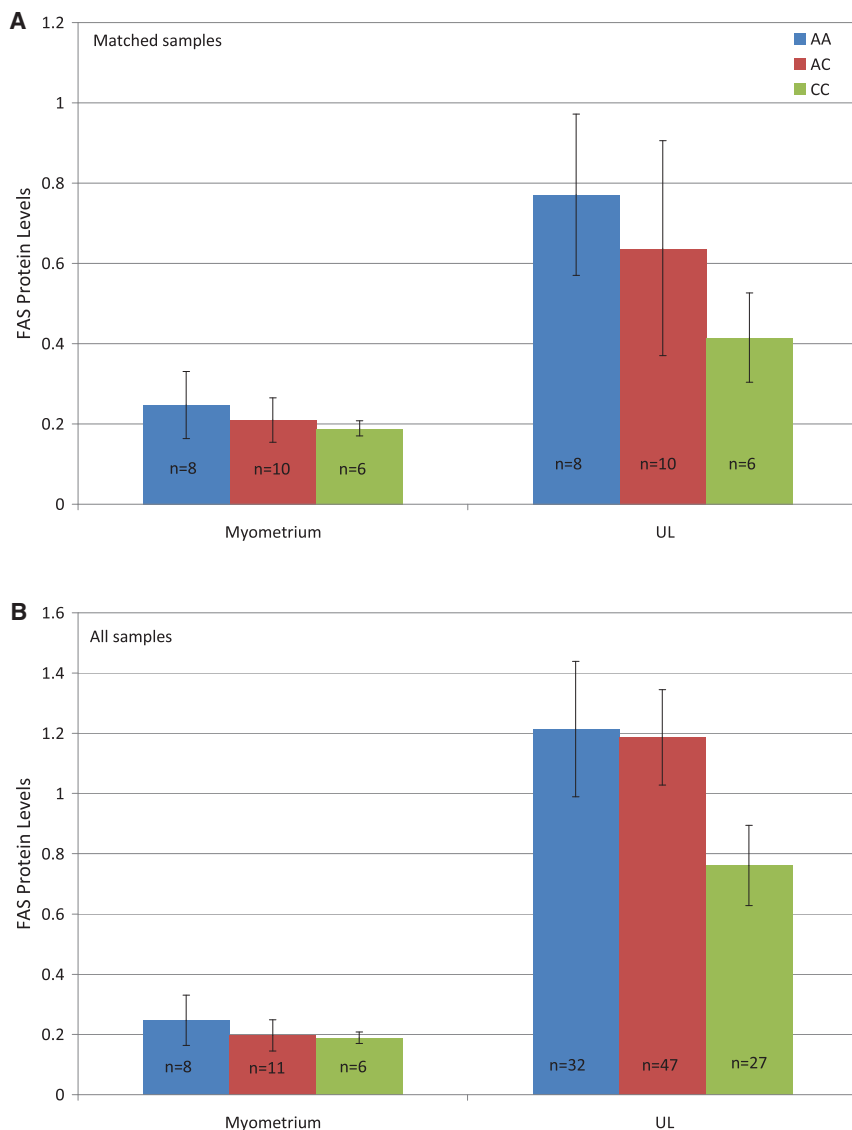 A
Matched samples
AA
AC
CC
FAS Protein Levels
1.2
1
0.8
0.6
0.4
0.2
0
n=8
n=10
n=6
n=8
n=10
n=6
Myometrium
UL
B
All samples
FAS Protein Levels
1.6
1.4
1.2
1
0.8
0.6
0.4
0.2
0
n=8
n=11
n=6
n=32
n=47
n=27
Myometrium
UL